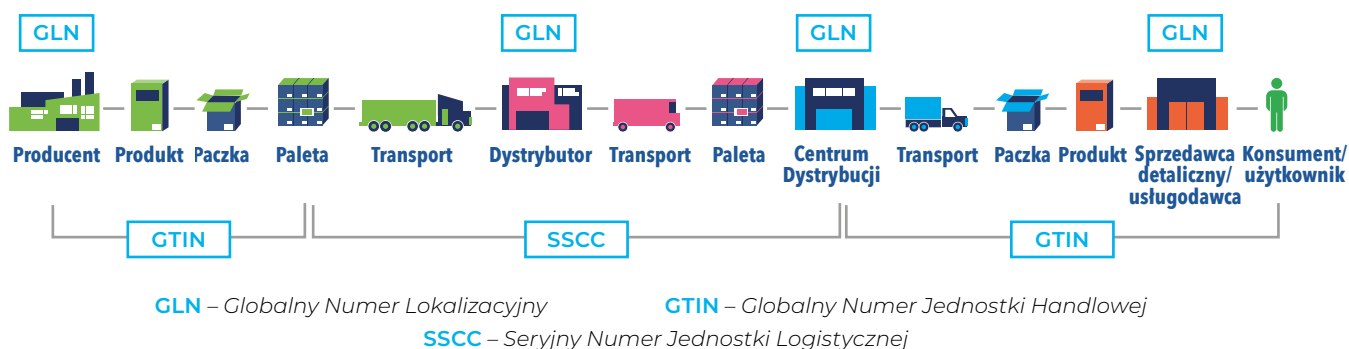 GLN GLN GLN GLN
Producent Produkt Paczka Paleta Transport Dystrybutor Transport Paleta Centrum Dystrybucji Transport Paczka Produkt Sprzedawca detaliczny/ usługodawca Konsument/ użytkownik
GTIN SSCC GTIN
GLN – Globalny Numer Lokalizacyjny GTIN – Globalny Numer Jednostki Handlowej
SSCC – Seryjny Numer Jednostki Logistycznej